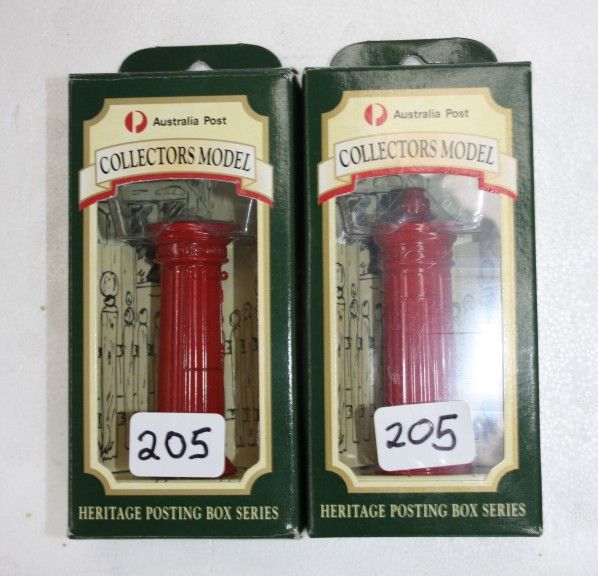 Australia Post
COLLECTORS MODEL
205
HERITAGE POSTING BOX SERIES
Australia Post
COLLECTORS MODEL
205
HERITAGE POSTING BOX SERIES